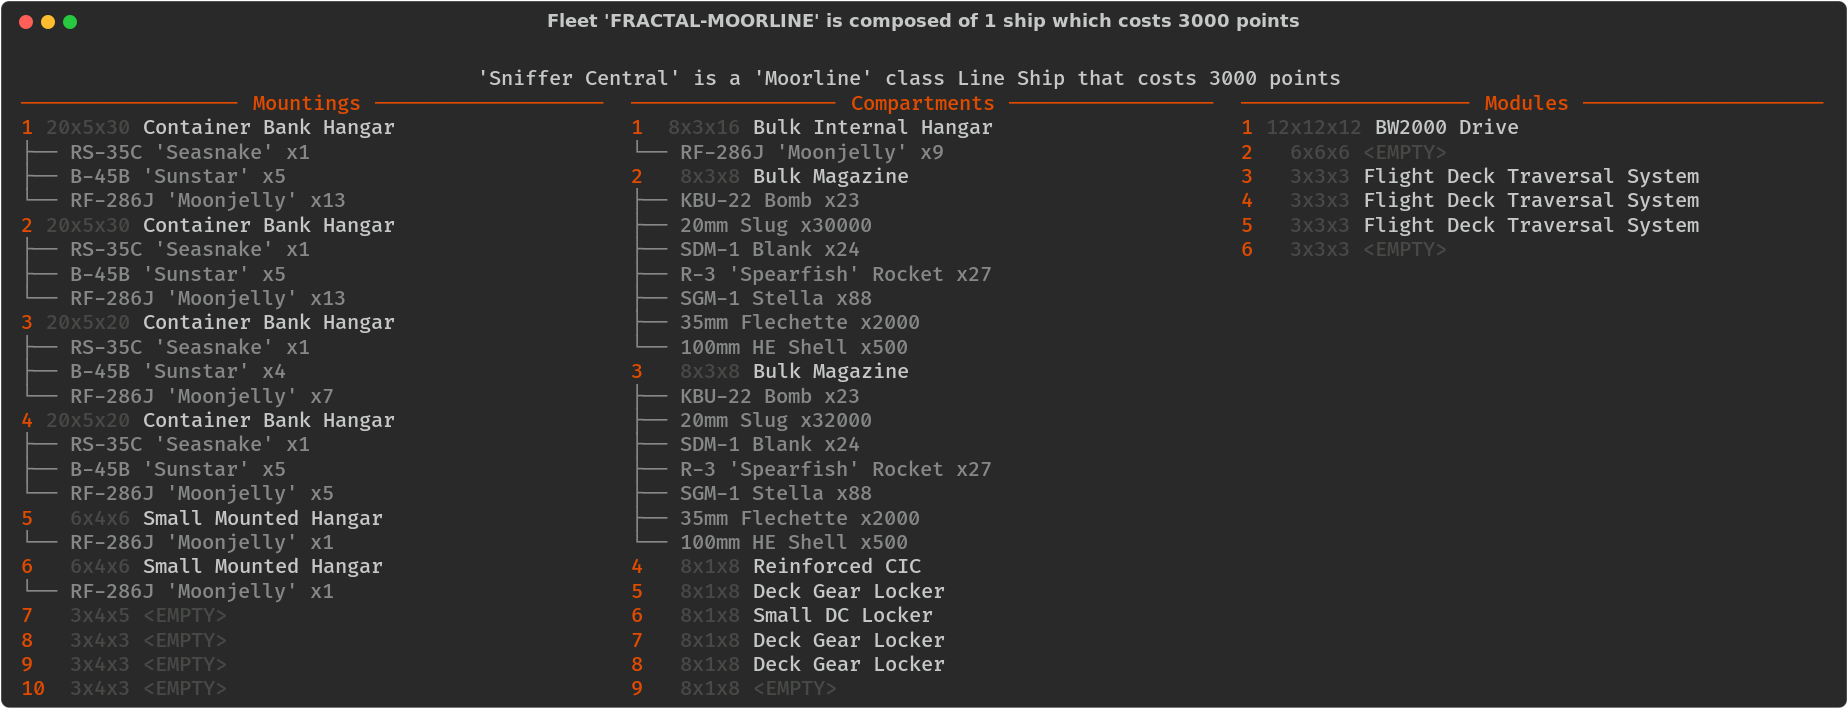 Fleet 'FRACTAL-MOORLINE' is composed of 1 ship which costs 3000 points
'Sniffer Central' is a 'Moorline' class Line Ship that costs 3000 points
Mountings
1 20x5x30 Container Bank Hangar
RS-35C 'Seasnake' x1
B-45B 'Sunstar' x5
RF-286J 'Moonjelly' x13
2 20x5x30 Container Bank Hangar
RS-35C 'Seasnake' x1
B-45B 'Sunstar' x5
RF-286J 'Moonjelly' x13
3 20x5x20 Container Bank Hangar
RS-35C 'Seasnake' x1
B-45B 'Sunstar' x4
RF-286J 'Moonjelly' x7
4 20x5x20 Container Bank Hangar
RS-35C 'Seasnake' x1
B-45B 'Sunstar' x5
RF-286J 'Moonjelly' x5
5 6x4x6 Small Mounted Hangar
RF-286J 'Moonjelly' x1
6 6x4x6 Small Mounted Hangar
RF-286J 'Moonjelly' x1
7 3x4x5 <EMPTY>
8 3x4x3 <EMPTY>
9 3x4x3 <EMPTY>
10 3x4x3 <EMPTY>
Compartments
1 8x3x16 Bulk Internal Hangar
RF-286J 'Moonjelly' x9
2 8x3x8 Bulk Magazine
KBU-22 Bomb x23
20mm Slug x30000
SDM-1 Blank x24
R-3 'Spearfish' Rocket x27
SGM-1 Stella x88
35mm Flechette x2000
100mm HE Shell x500
3 8x3x8 Bulk Magazine
KBU-22 Bomb x23
20mm Slug x32000
SDM-1 Blank x24
R-3 'Spearfish' Rocket x27
SGM-1 Stella x88
35mm Flechette x2000
100mm HE Shell x500
4 8x1x8 Reinforced CIC
5 8x1x8 Deck Gear Locker
6 8x1x8 Small DC Locker
7 8x1x8 Deck Gear Locker
8 8x1x8 Deck Gear Locker
9 8x1x8 <EMPTY>
Modules
1 12x12x12 BW2000 Drive
2 6x6x6 <EMPTY>
3 3x3x3 Flight Deck Traversal System
4 3x3x3 Flight Deck Traversal System
5 3x3x3 Flight Deck Traversal System
6 3x3x3 <EMPTY>